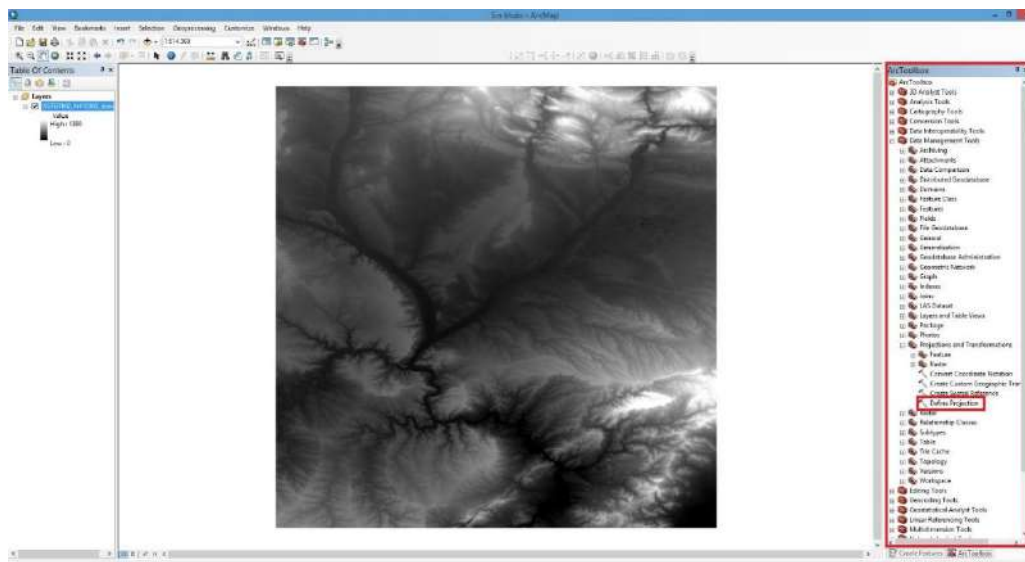 ArcMap
File Edit View Bookmarks Insert Selection Geoprocessing Customize Windows Help
Table Of Contents
Layers
Value
High : 1380
Low : 0
ArcToolbox
ArcToolbox
3D Analyst Tools
Analysis Tools
Cartography Tools
Conversion Tools
Data Interoperability Tools
Data Management Tools
Archiving
Attachments
Data Comparison
Distributed Geodatabase
Domains
Feature Class
Features
Fields
File Geodatabase
General
Generalization
Geodatabase Administration
Geometric Network
Graph
Indexes
Joins
LAS Dataset
Layers and Table Views
Package
Photos
Projections and Transformations
Feature
Raster
Convert Coordinate Notation
Create Custom Geographic Tran
Create Spatial Reference
Define Projection
Raster
Relationship Classes
Subtypes
Table
Tile Cache
Topology
Versions
Workspace
Editing Tools
Geocoding Tools
Geostatistical Analyst Tools
Linear Referencing Tools
Multidimension Tools
Create Features ArcToolbox